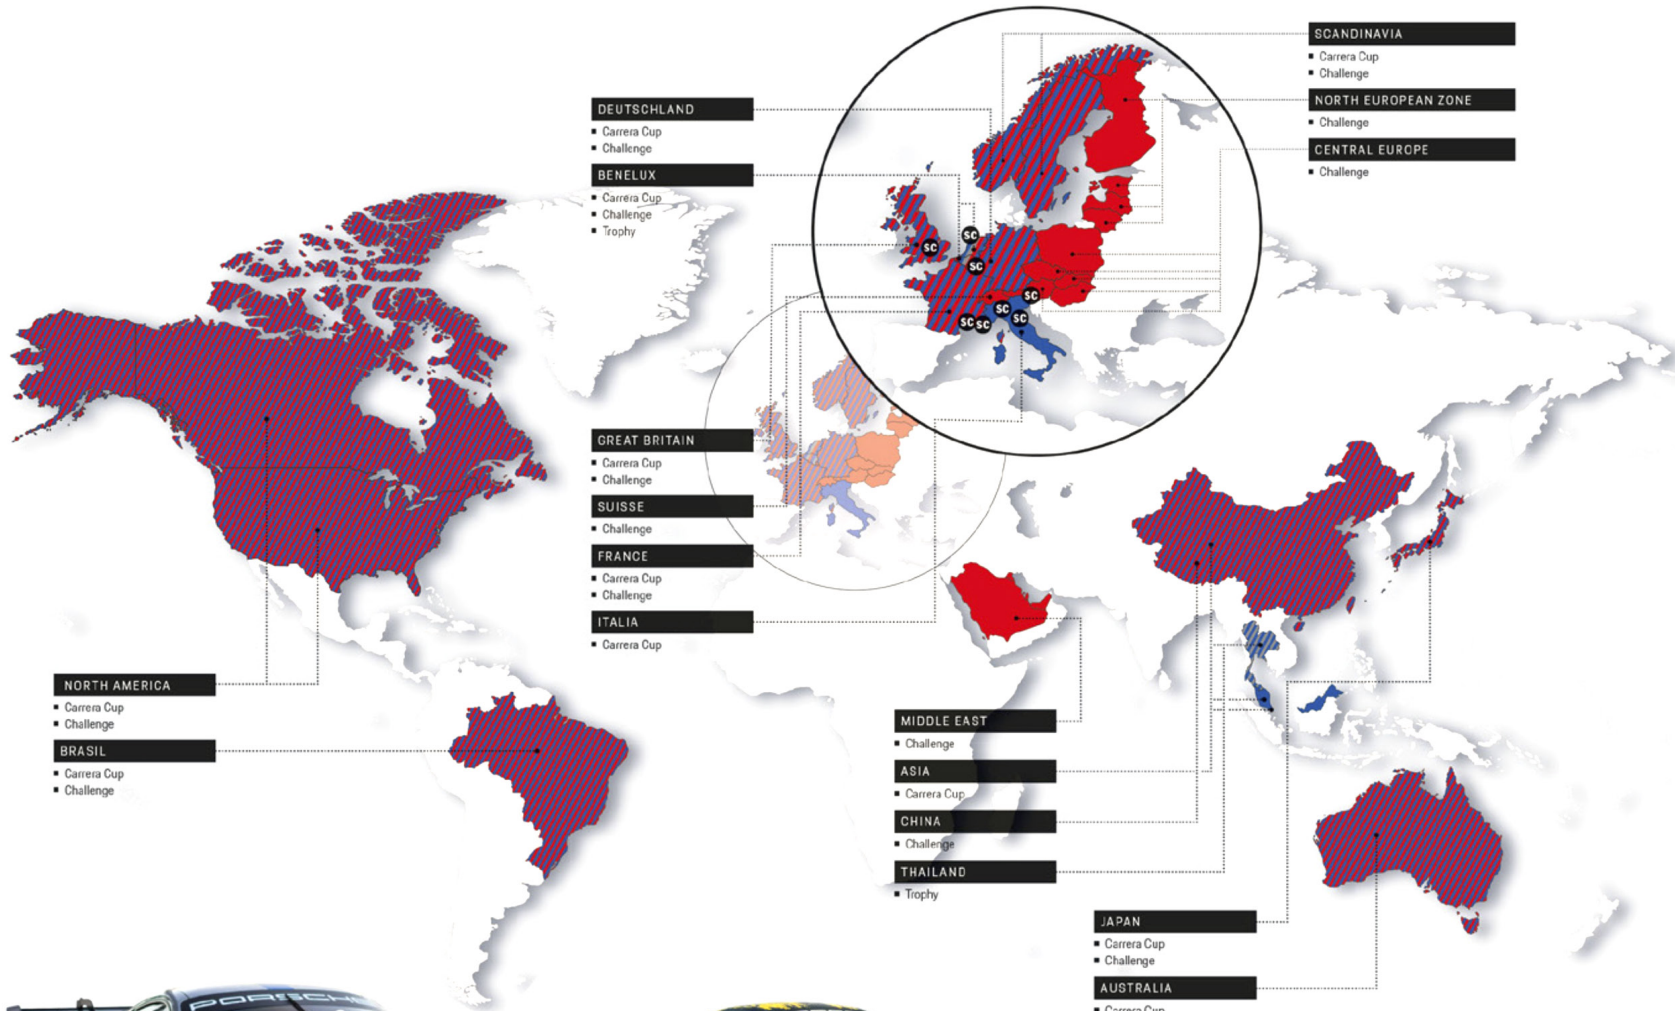 SCANDINAVIA
▪ Carrera Cup
▪ Challenge
NORTH EUROPEAN ZONE
▪ Challenge
CENTRAL EUROPE
▪ Challenge
DEUTSCHLAND
▪ Carrera Cup
▪ Challenge
BENELUX
▪ Carrera Cup
▪ Challenge
▪ Trophy
SC
SC
SC
SC
SC
SC
SC
SC
GREAT BRITAIN
▪ Carrera Cup
▪ Challenge
SUISSE
▪ Challenge
FRANCE
▪ Carrera Cup
▪ Challenge
ITALIA
▪ Carrera Cup
NORTH AMERICA
▪ Carrera Cup
▪ Challenge
BRASIL
▪ Carrera Cup
▪ Challenge
MIDDLE EAST
▪ Challenge
ASIA
▪ Carrera Cup
CHINA
▪ Challenge
THAILAND
▪ Trophy
JAPAN
▪ Carrera Cup
▪ Challenge
AUSTRALIA
▪ Carrera Cup
PORSCHE